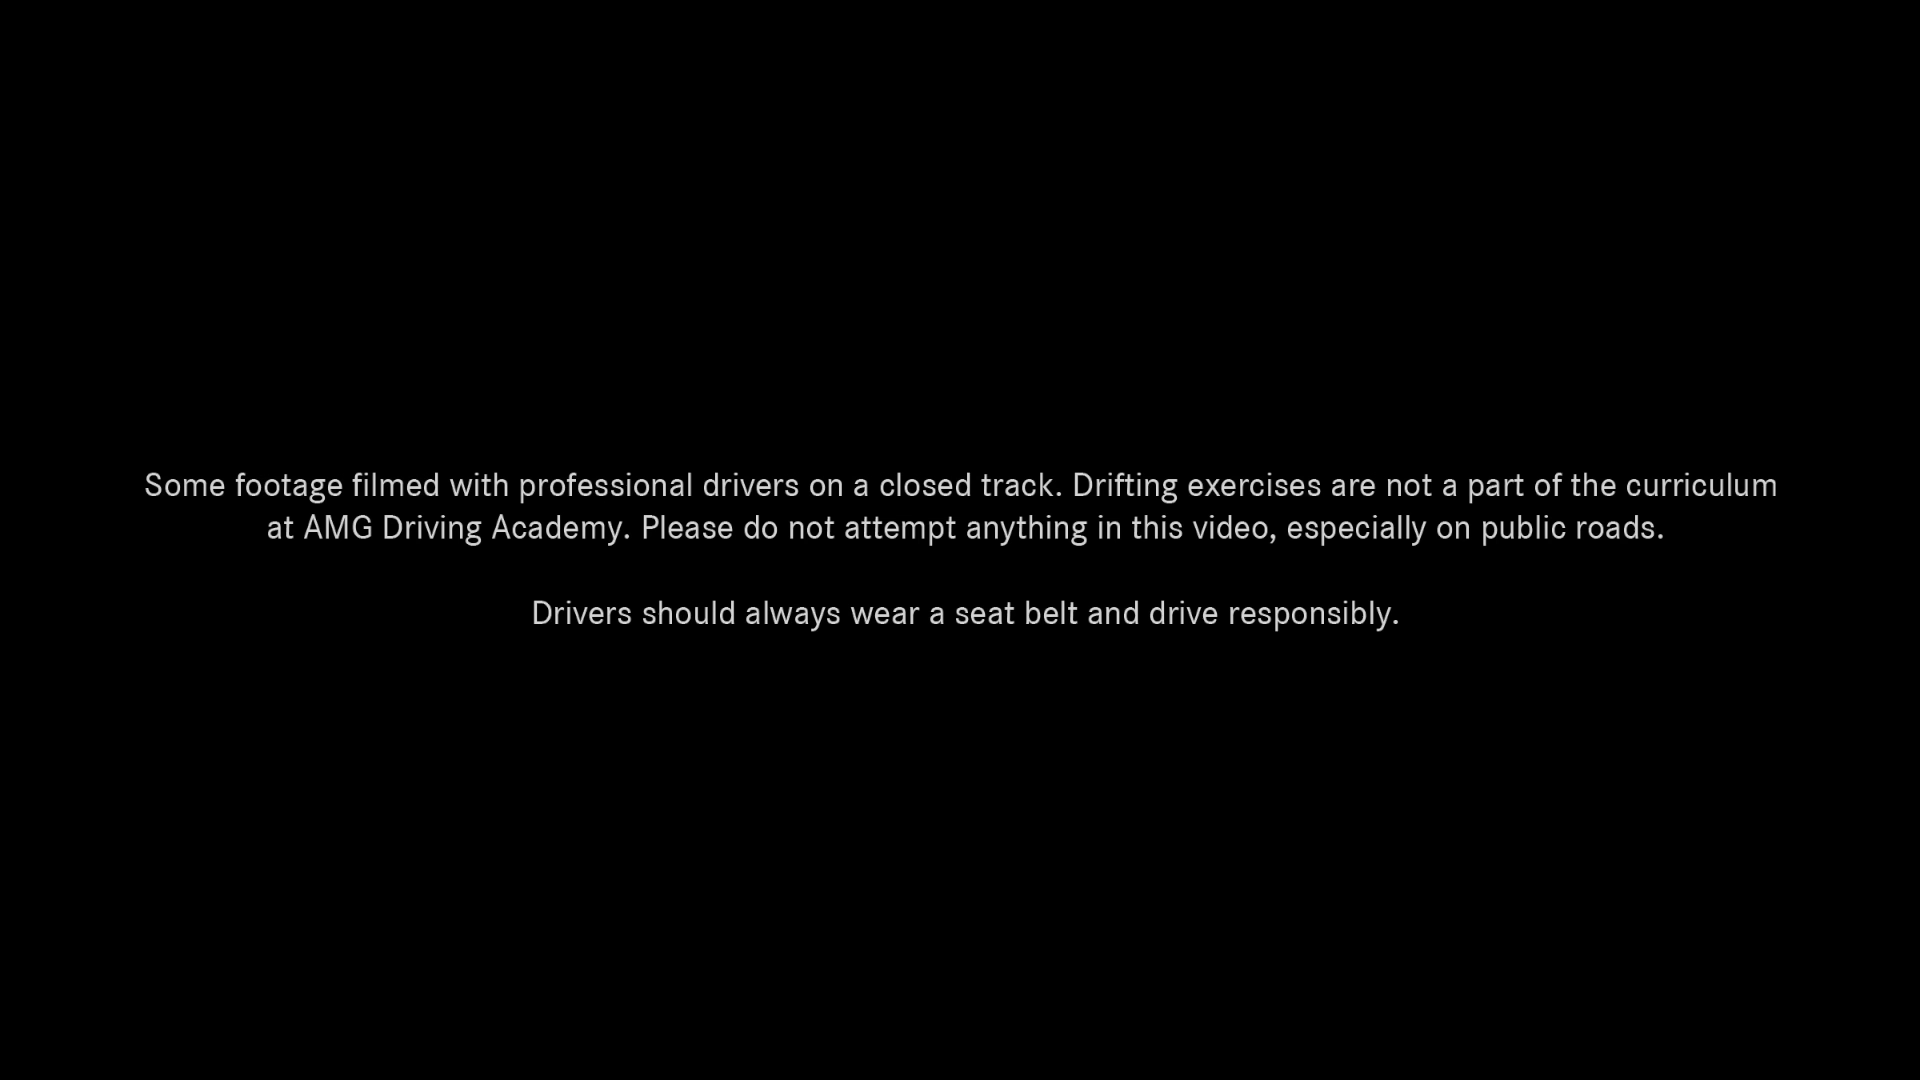 Some footage filmed with professional drivers on a closed track. Drifting exercises are not a part of the curriculum
at AMG Driving Academy. Please do not attempt anything in this video, especially on public roads.
Drivers should always wear a seat belt and drive responsibly.